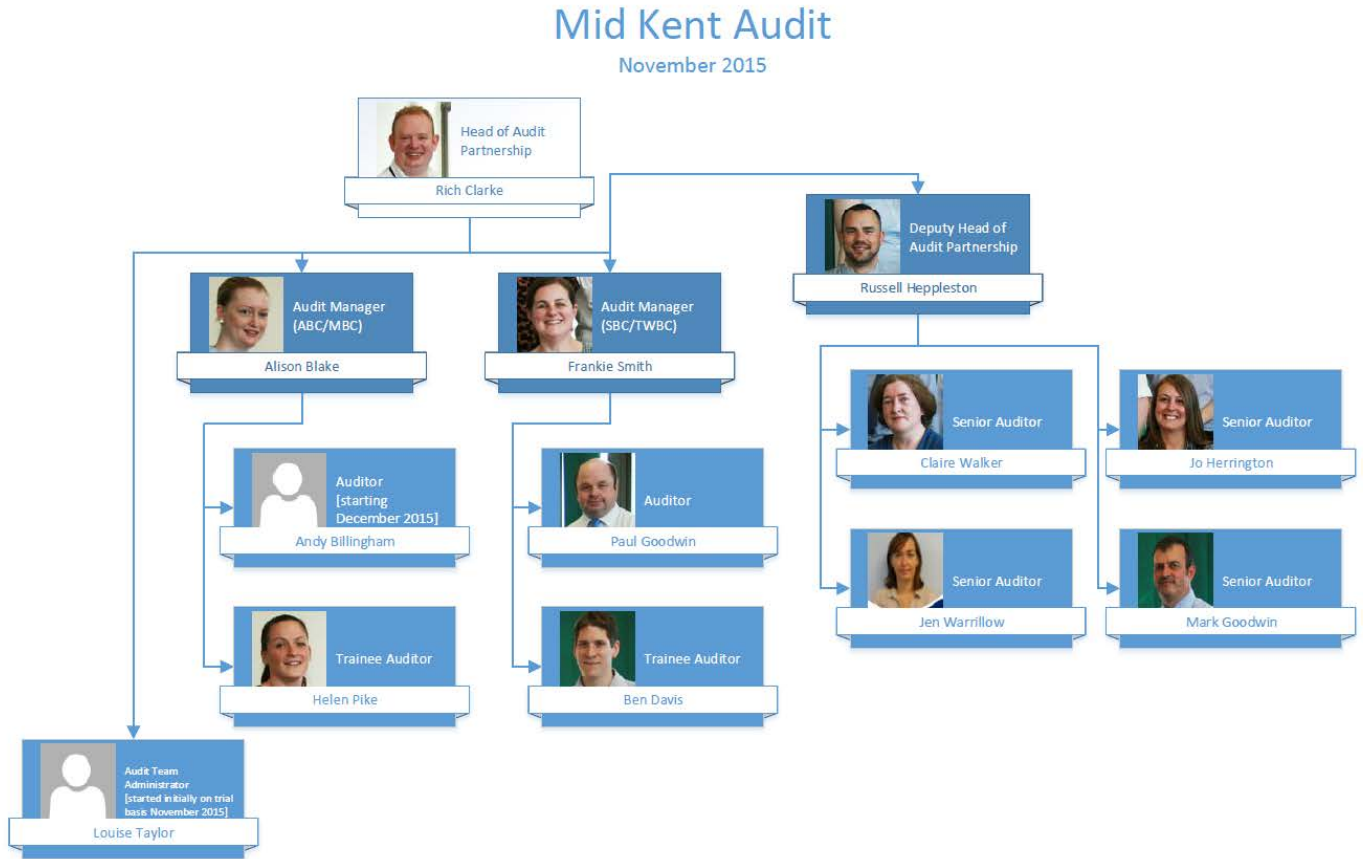 Mid Kent Audit
November 2015
Head of Audit
Partnership
Rich Clarke
Deputy Head of
Audit Partnership
Russell Heppleston
Audit Manager
(ABC/MBC)
Alison Blake
Audit Manager
(SBC/TWBC)
Frankie Smith
Senior Auditor
Claire Walker
Senior Auditor
Jo Herrington
Auditor
[starting
December 2015]
Andy Billingham
Auditor
Paul Goodwin
Senior Auditor
Jen Warrillow
Senior Auditor
Mark Goodwin
Trainee Auditor
Helen Pike
Trainee Auditor
Ben Davis
Audit Team
Administrator
[started initially on trial
basis November 2015]
Louise Taylor